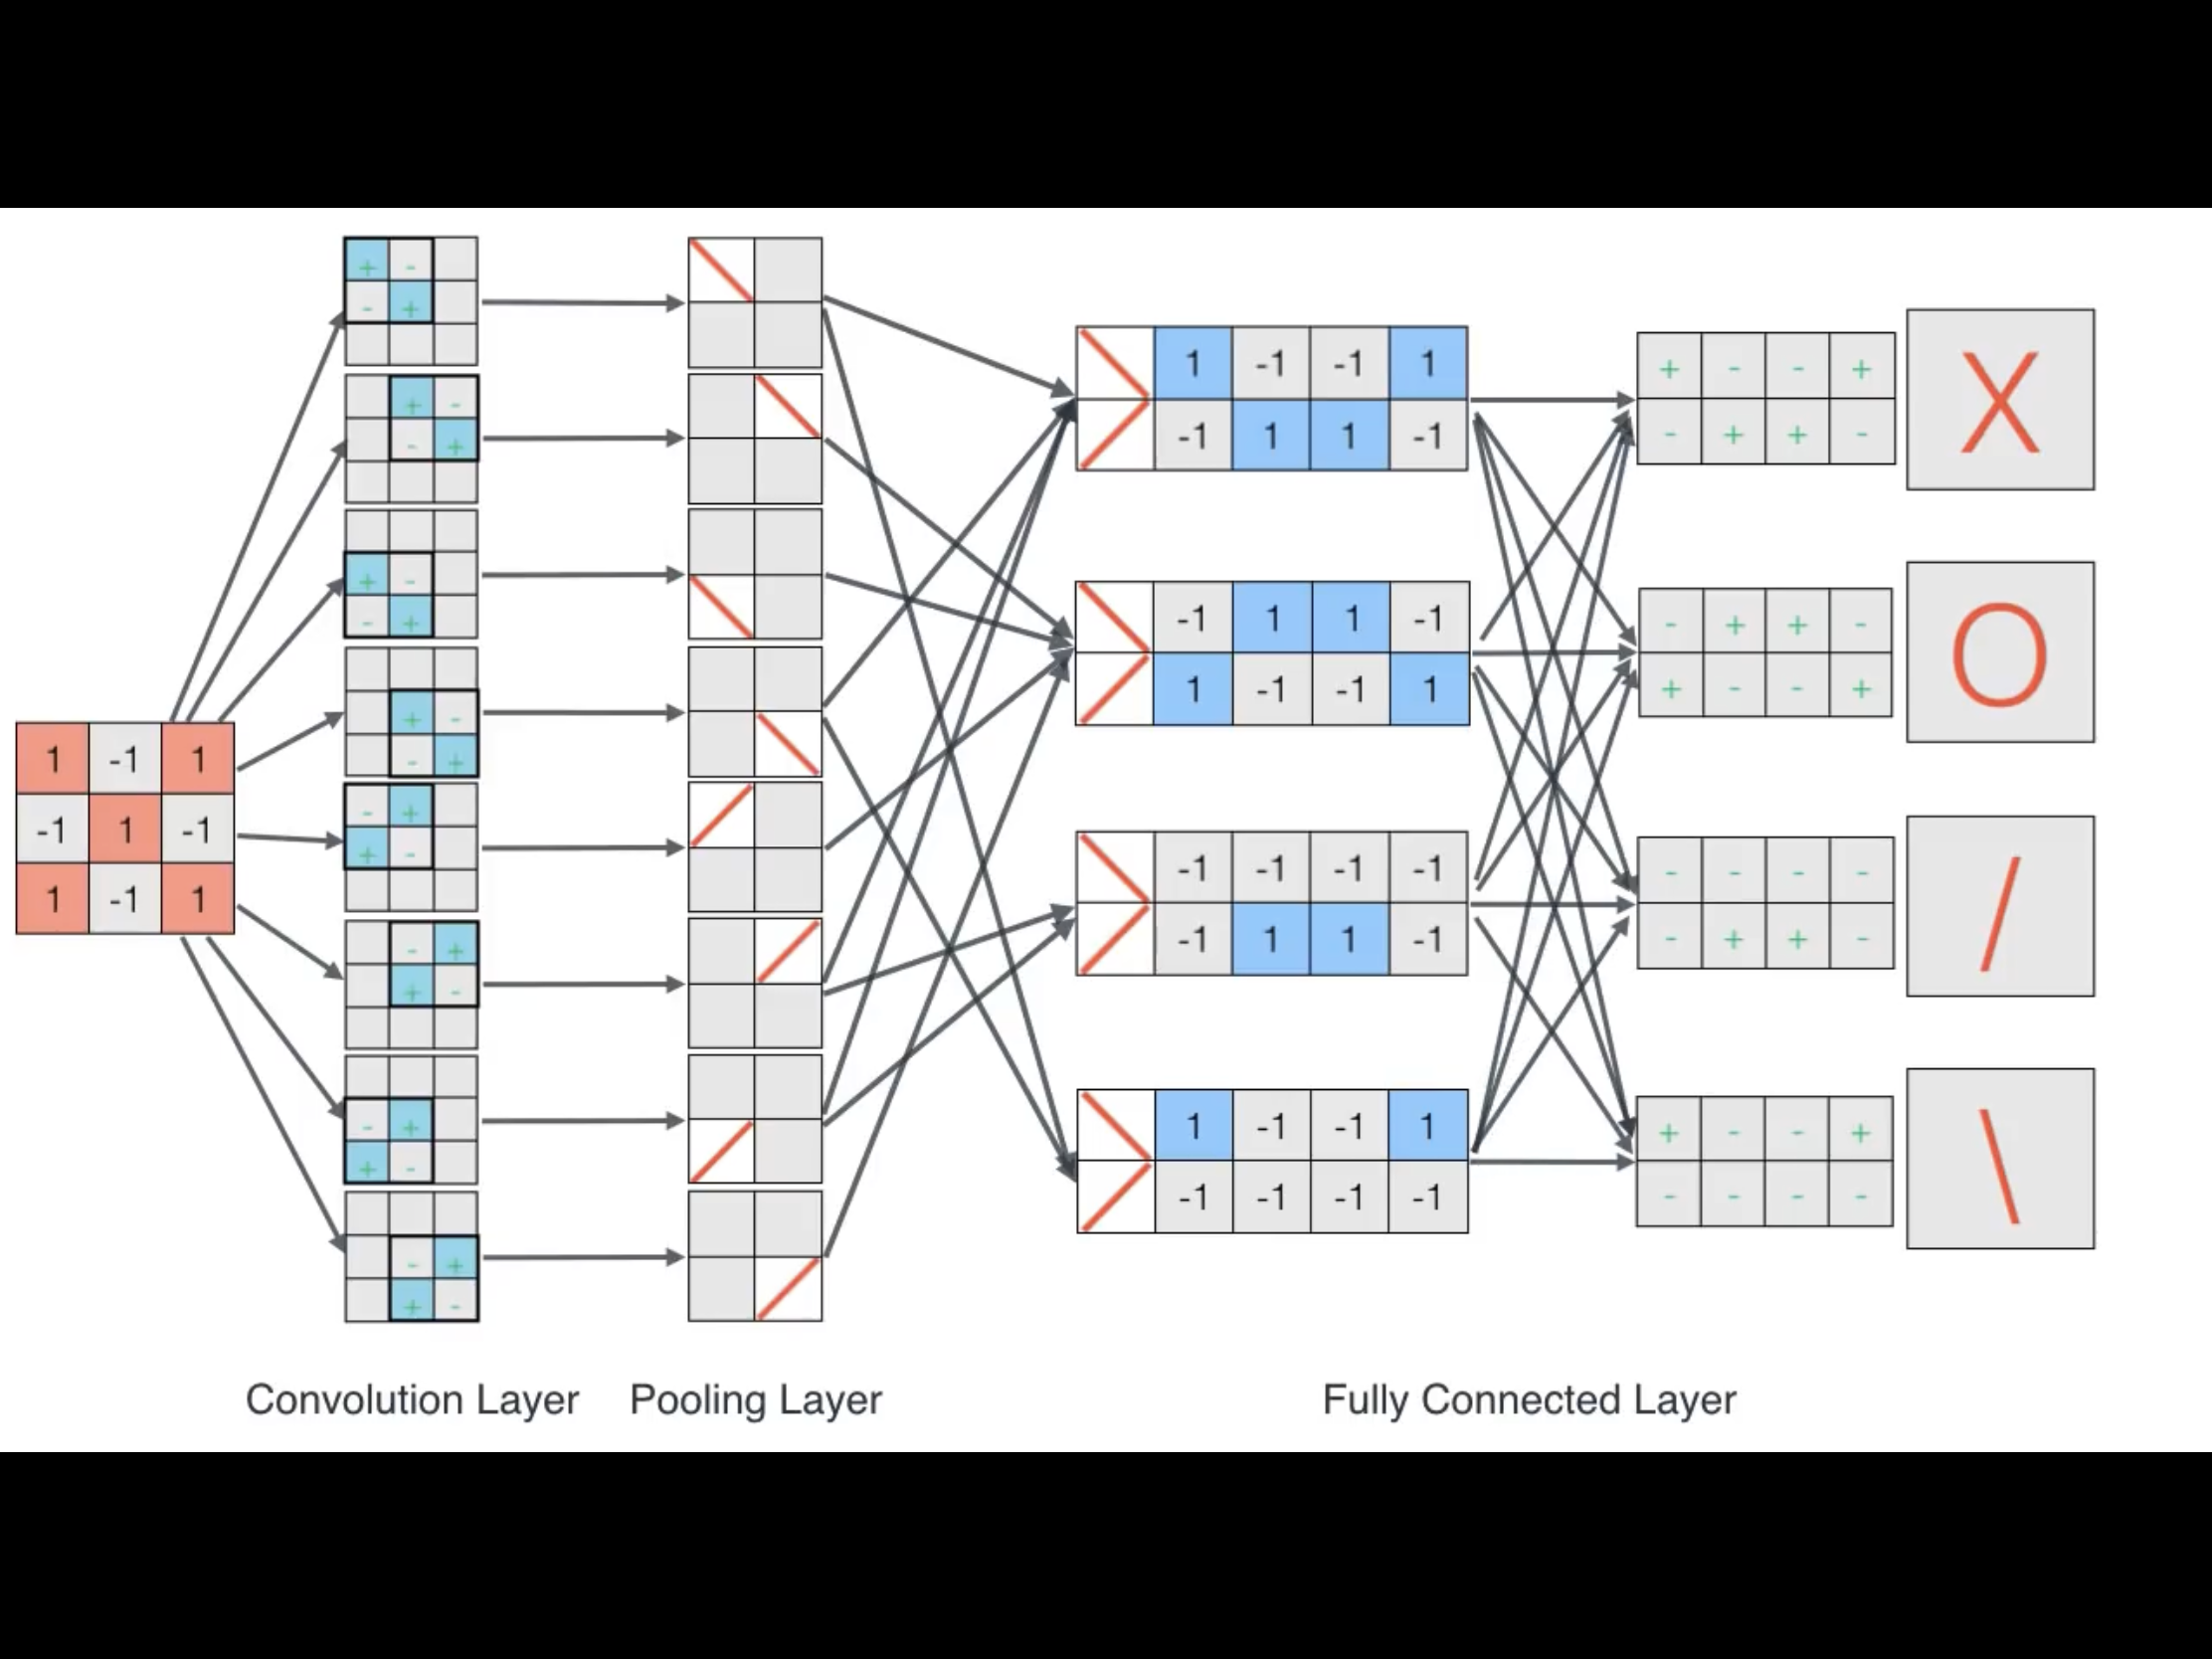 + -
- +
+ -
- +
+ -
- +
+ -
- +
1 -1 1
-1 1 -1
1 -1 1
- +
+ -
- +
+ -
- +
+ -
- +
+ -
1 -1 -1 1
-1 1 1 -1
-1 1 1 -1
1 -1 -1 1
-1 -1 -1 -1
-1 1 1 -1
1 -1 -1 1
-1 -1 -1 -1
+ - - +
- + + -
X
- + + -
+ - - +
O
- - - -
- + + -
/
+ - - +
- - - -
\
Convolution Layer Pooling Layer Fully Connected Layer